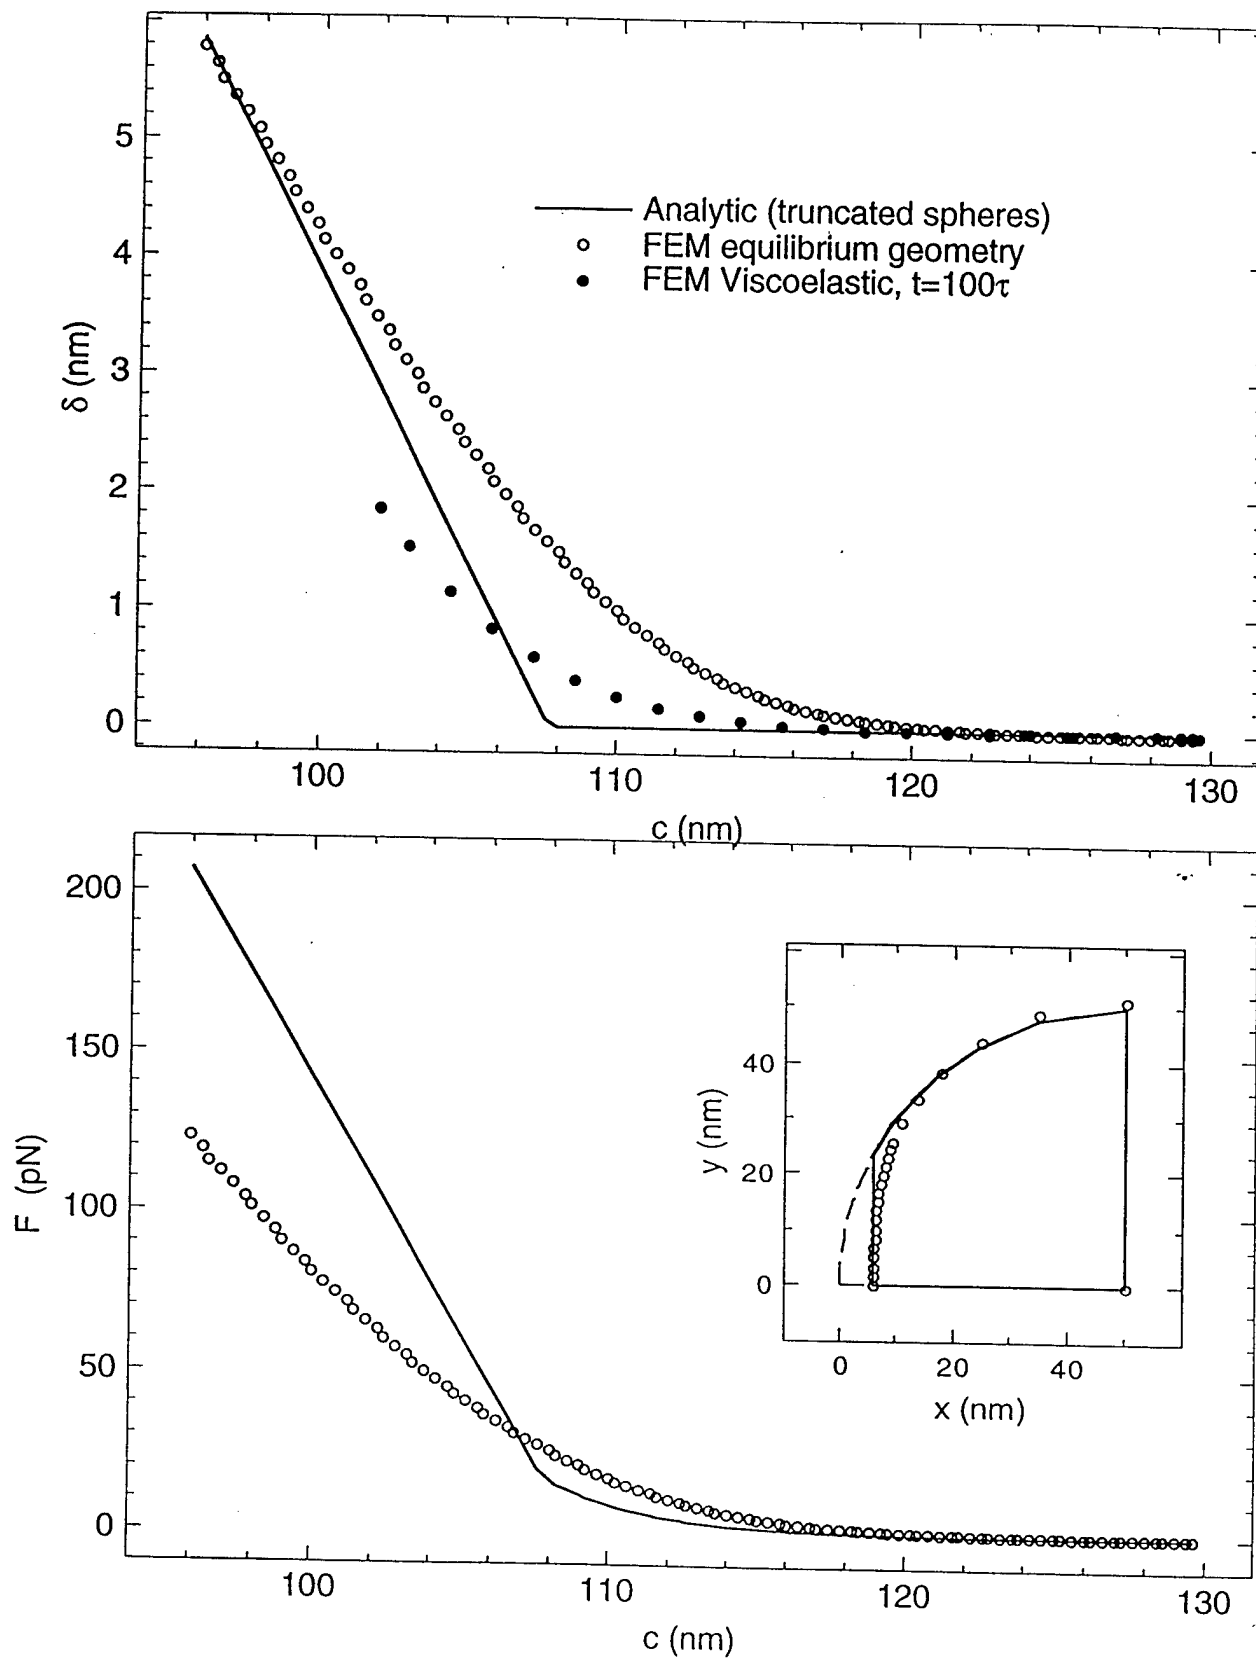 5
4
3
2
1
0
δ (nm)
Analytic (truncated spheres)
FEM equilibrium geometry
FEM Viscoelastic, t=100τ
100
110
120
130
c (nm)
200
150
100
50
0
F (pN)
40
20
0
y (nm)
0
20
40
x (nm)
100
110
120
130
c (nm)